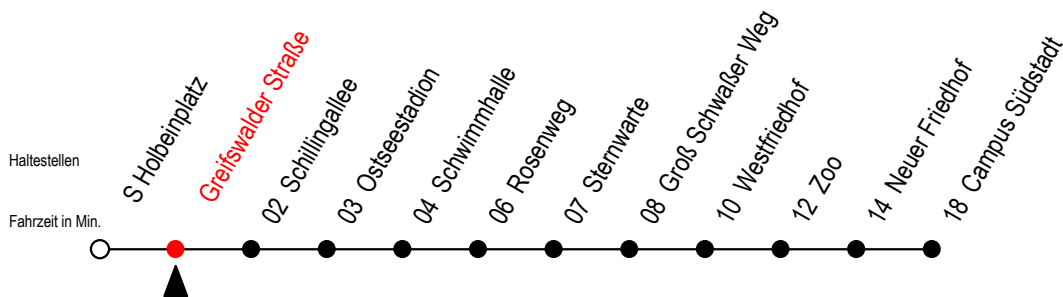 Haltestellen
Fahrzeit in Min.
S Holbeinplatz
Greifswalder Straße
02 Schillingallee
03 Ostseestadion
04 Schwimmhalle
06 Rosenweg
07 Sternwarte
08 Groß Schwaßer Weg
10 Westfriedhof
12 Zoo
14 Neuer Friedhof
18 Campus Südstadt